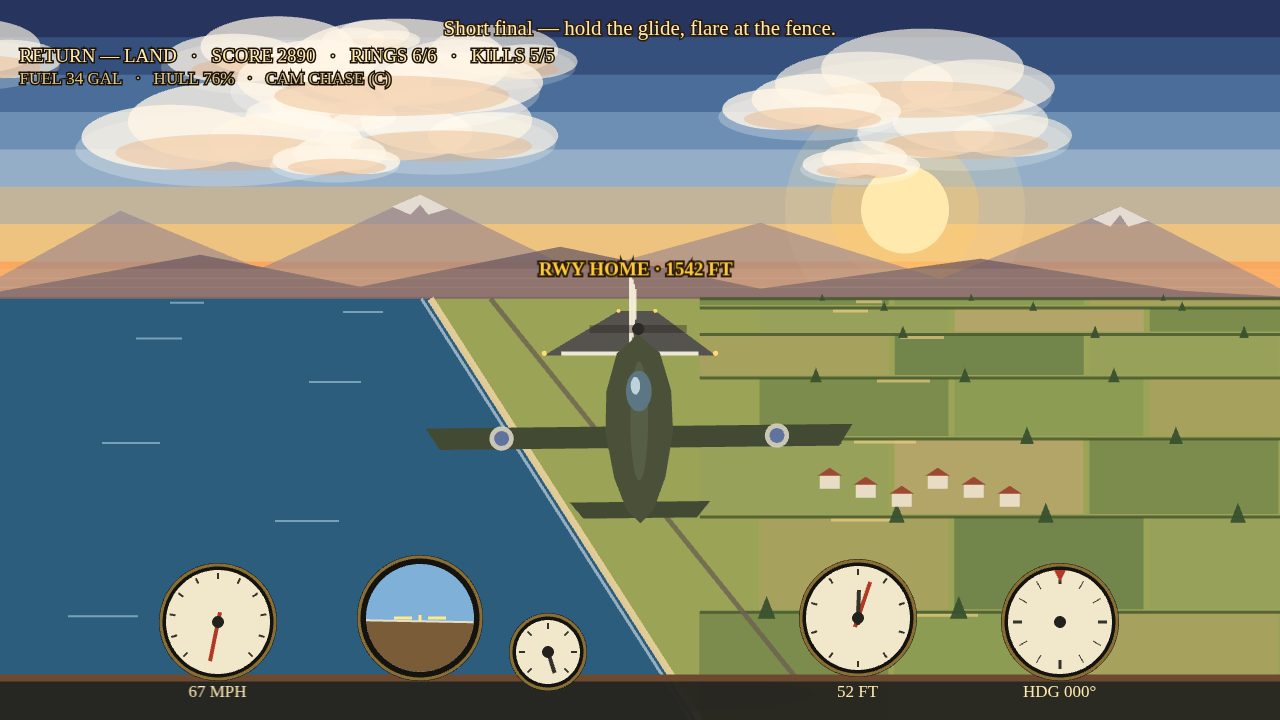 Short final — hold the glide, flare at the fence.
RETURN — LAND · SCORE 2890 · RINGS 6/6 · KILLS 5/5
FUEL 34 GAL · HULL 76% · CAM CHASE (C)
RWY HOME · 1542 FT
67 MPH
52 FT
HDG 000°